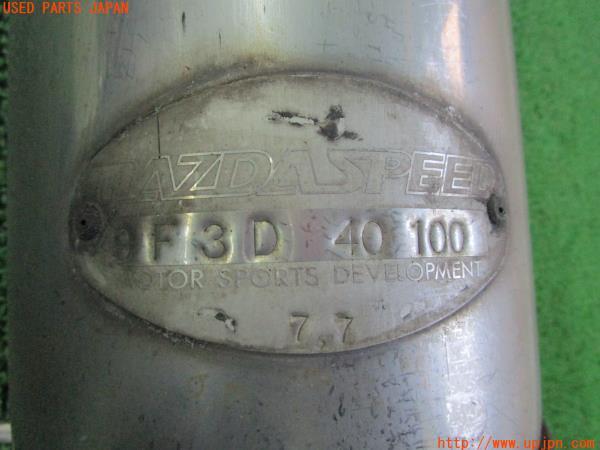 USED PARTS JAPAN
MAZDASPEED
9F3D 40 100
MOTOR SPORTS DEVELOPMENT
7,7
http://www.upjpn.com/